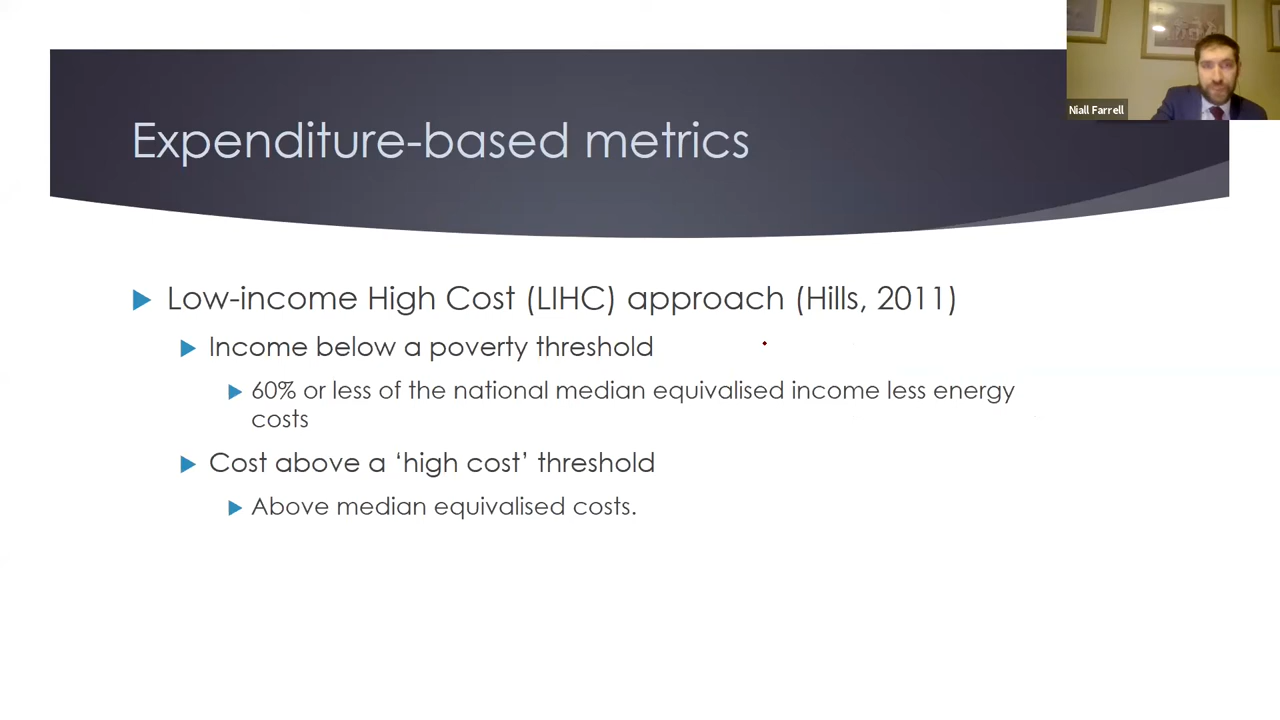 Niall Farrell
Expenditure-based metrics
Low-income High Cost (LIHC) approach (Hills, 2011)
Income below a poverty threshold
60% or less of the national median equivalised income less energy
costs
Cost above a ‘high cost’ threshold
Above median equivalised costs.